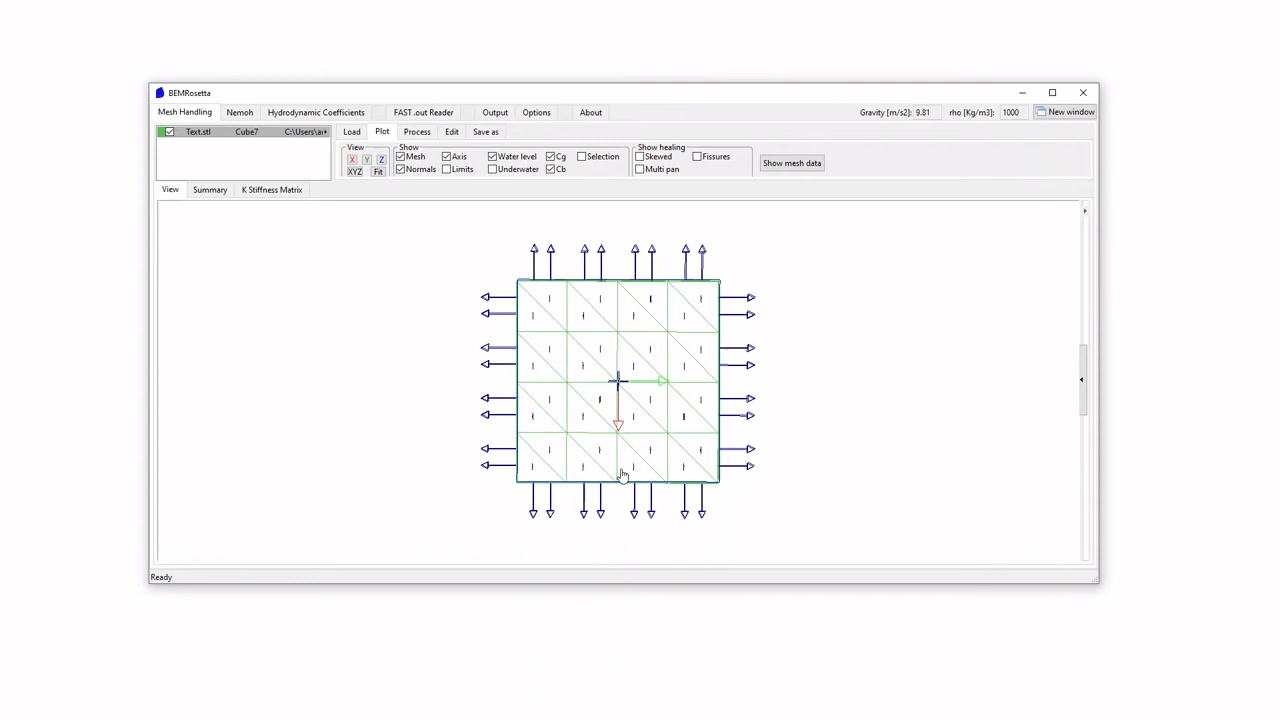 BEMRosetta
Mesh Handling Nemoh Hydrodynamic Coefficients FAST .out Reader Output Options About Gravity [m/s2]: 9.81 rho [Kg/m3]: 1000 New window
Text.stl Cube7 C:\Users\a Load Plot Process Edit Save as
View Show Show healing
X Y Z Mesh Axis Water level Cg Selection Skewed Fissures Show mesh data
XYZ Fit Normals Limits Underwater Cb Multi pan
View Summary K Stiffness Matrix
Ready